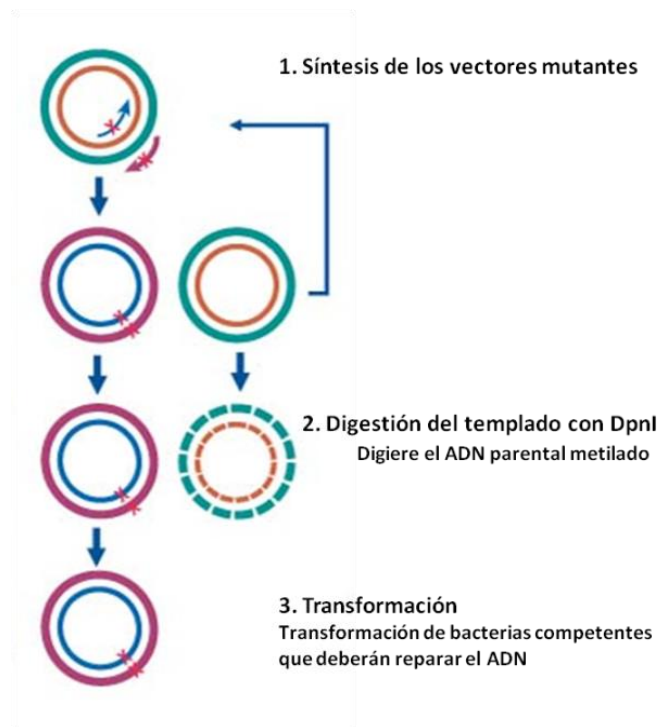 1. Síntesis de los vectores mutantes
2. Digestión del templado con DpnI
Digiere el ADN parental metilado
3. Transformación
Transformación de bacterias competentes
que deberán reparar el ADN